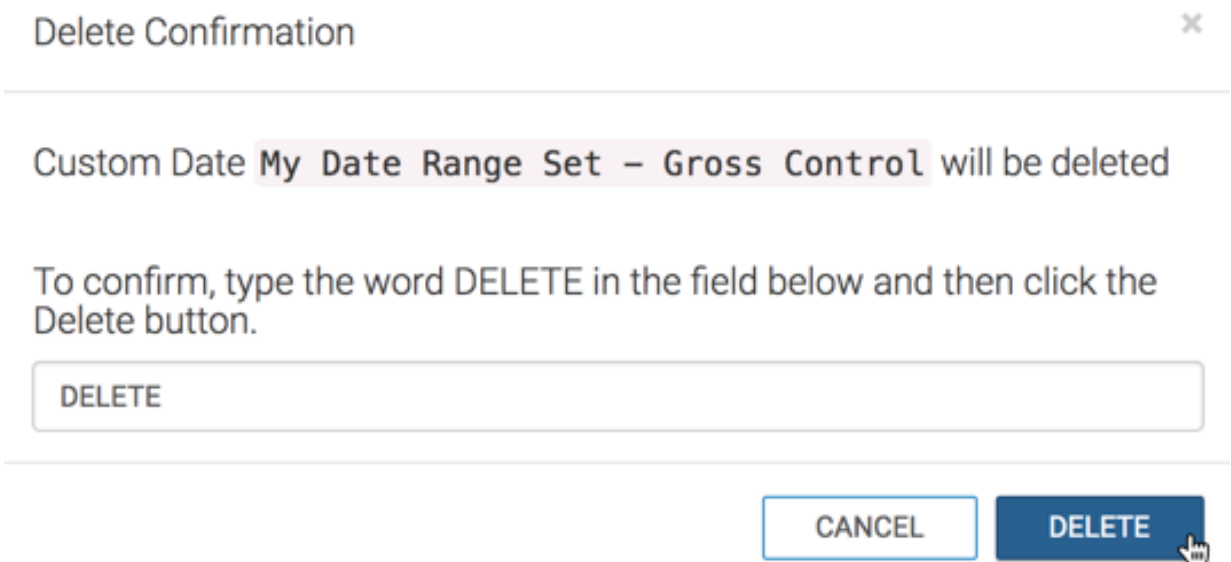 Delete Confirmation ×
Custom Date My Date Range Set – Gross Control will be deleted
To confirm, type the word DELETE in the field below and then click the
Delete button.
DELETE
CANCEL DELETE